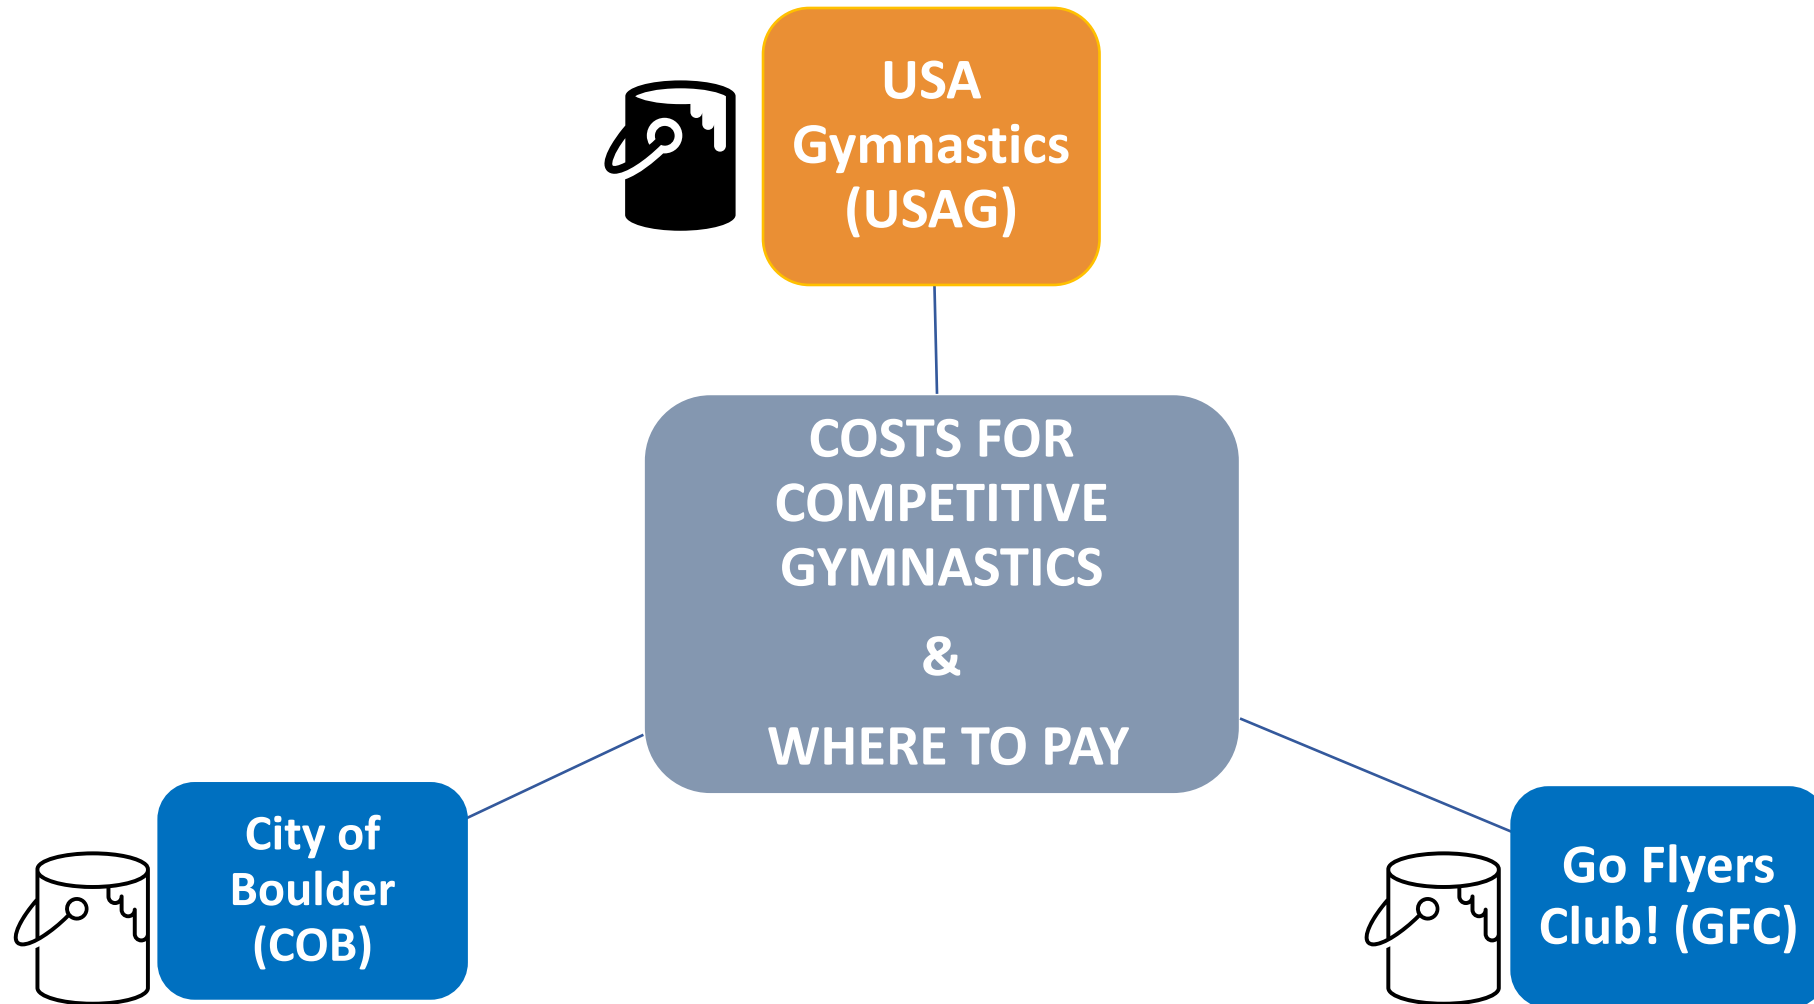 USA
Gymnastics
(USAG)
COSTS FOR
COMPETITIVE
GYMNASTICS
&
WHERE TO PAY
City of
Boulder
(COB)
Go Flyers
Club! (GFC)